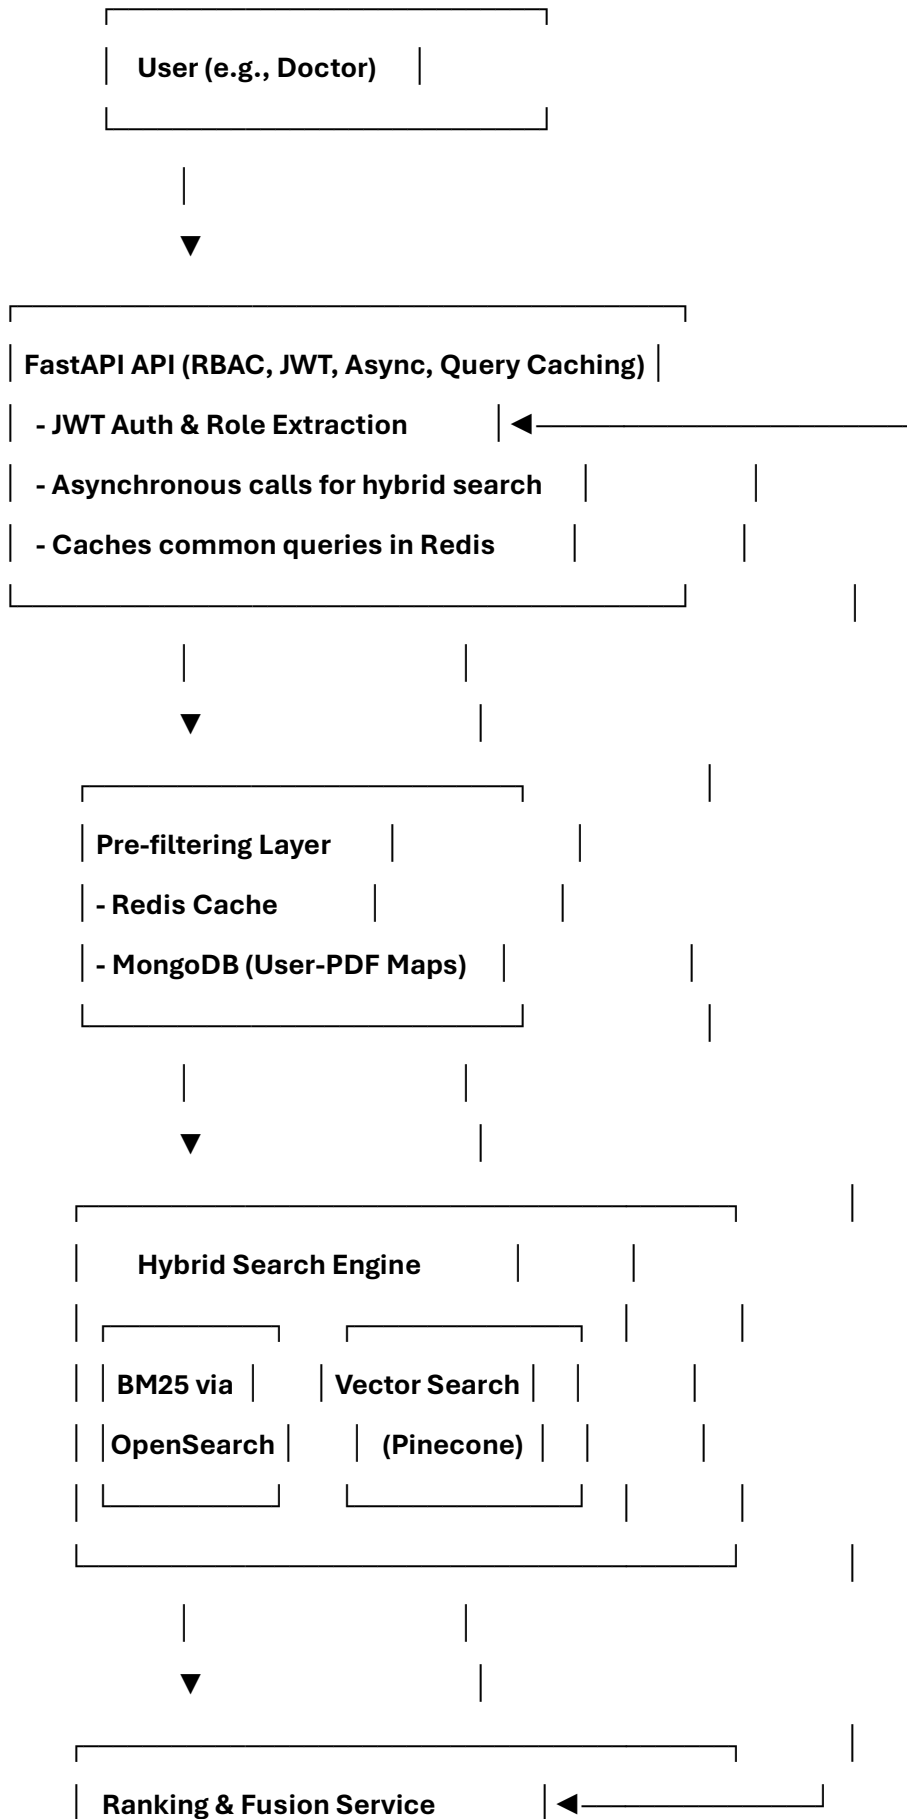 User (e.g., Doctor)
FastAPI API (RBAC, JWT, Async, Query Caching)
- JWT Auth & Role Extraction
- Asynchronous calls for hybrid search
- Caches common queries in Redis
Pre-filtering Layer
- Redis Cache
- MongoDB (User-PDF Maps)
Hybrid Search Engine
BM25 via Vector Search
OpenSearch (Pinecone)
Ranking & Fusion Service